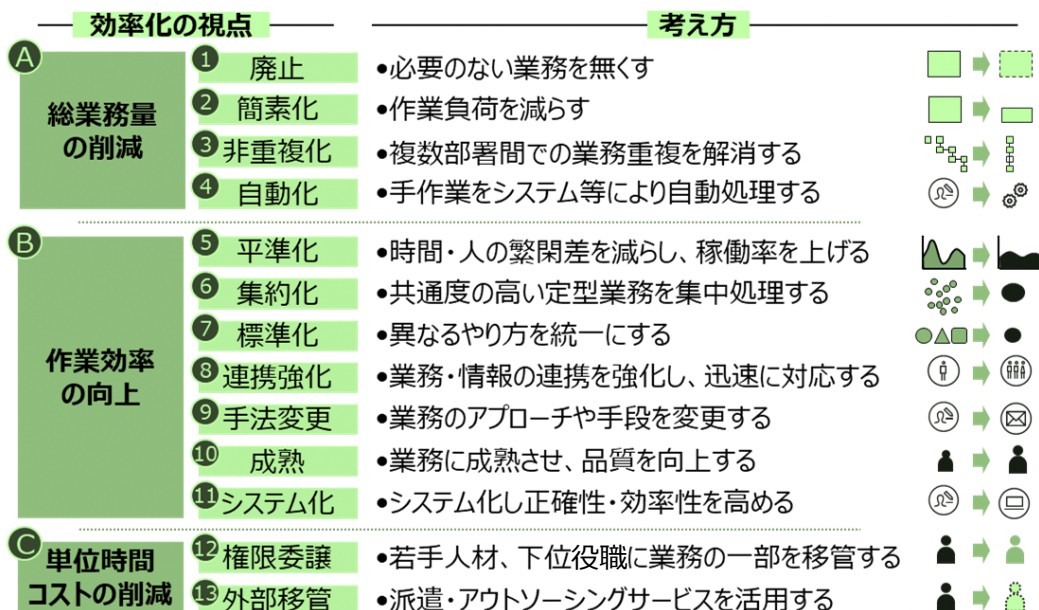 効率化の視点
考え方
A
総業務量
の削減
1 廃止
•必要のない業務を無くす
2 簡素化
•作業負荷を減らす
3 非重複化
•複数部署間での業務重複を解消する
4 自動化
•手作業をシステム等により自動処理する
B
作業効率
の向上
5 平準化
•時間・人の繁閑差を減らし、稼働率を上げる
6 集約化
•共通度の高い定型業務を集中処理する
7 標準化
•異なるやり方を統一にする
8 連携強化
•業務・情報の連携を強化し、迅速に対応する
9 手法変更
•業務のアプローチや手段を変更する
10 成熟
•業務に成熟させ、品質を向上する
11 システム化
•システム化し正確性・効率性を高める
C
単位時間
コストの削減
12 権限委譲
•若手人材、下位役職に業務の一部を移管する
13 外部移管
•派遣・アウトソーシングサービスを活用する